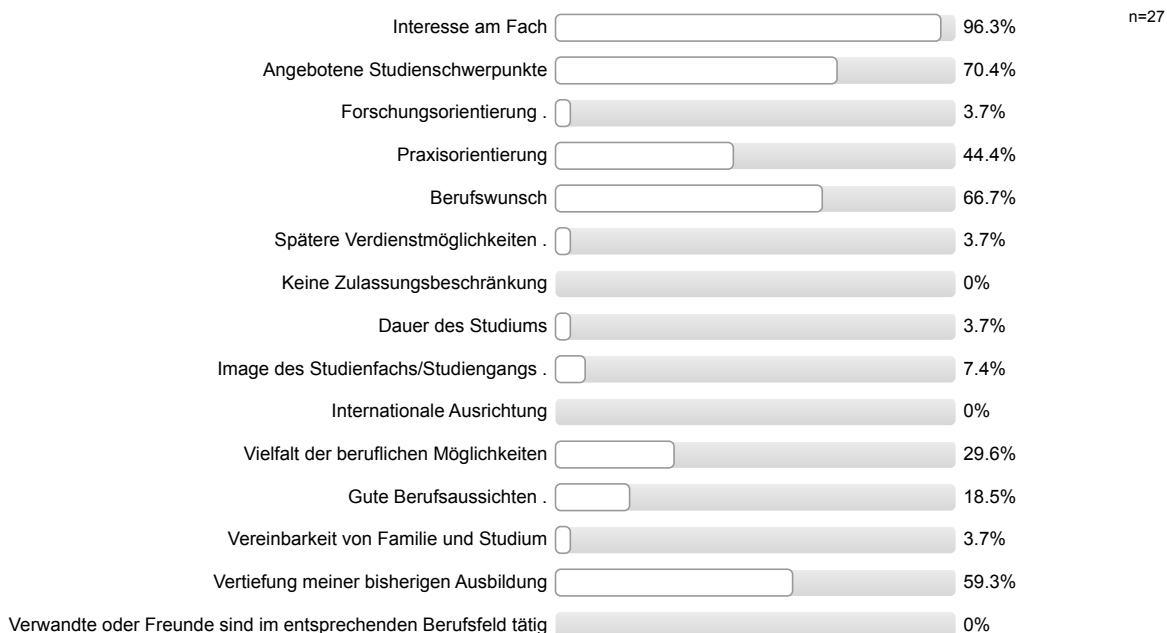 n=27
Interesse am Fach 96.3%
Angebotene Studienschwerpunkte 70.4%
Forschungsorientierung . 3.7%
Praxisorientierung 44.4%
Berufswunsch 66.7%
Spätere Verdienstmöglichkeiten . 3.7%
Keine Zulassungsbeschränkung 0%
Dauer des Studiums 3.7%
Image des Studienfachs/Studiengangs . 7.4%
Internationale Ausrichtung 0%
Vielfalt der beruflichen Möglichkeiten 29.6%
Gute Berufsaussichten . 18.5%
Vereinbarkeit von Familie und Studium 3.7%
Vertiefung meiner bisherigen Ausbildung 59.3%
Verwandte oder Freunde sind im entsprechenden Berufsfeld tätig 0%